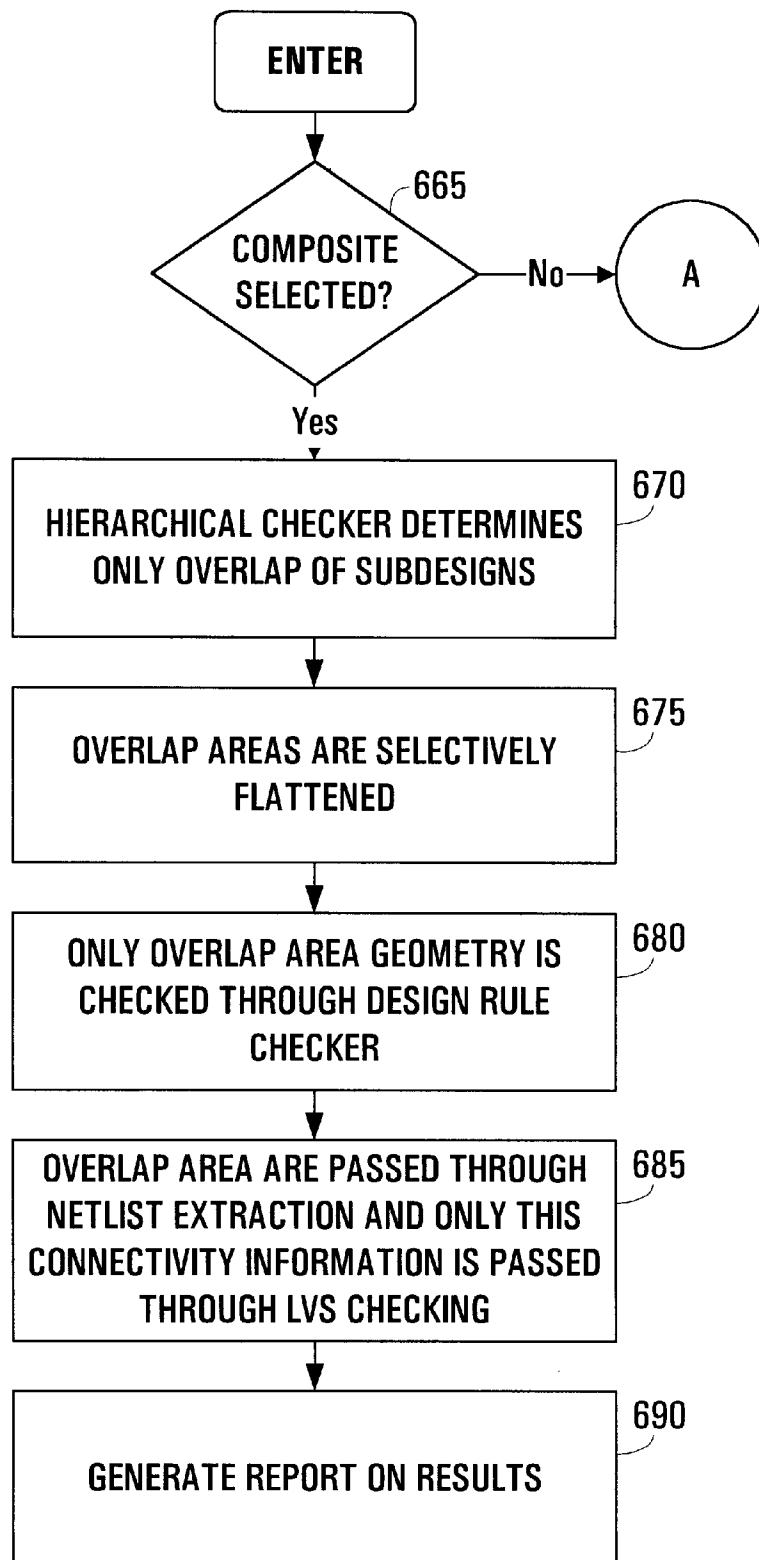 ENTER
665
COMPOSITE
SELECTED?
No
A
Yes
670
HIERARCHICAL CHECKER DETERMINES
ONLY OVERLAP OF SUBDESIGNS
675
OVERLAP AREAS ARE SELECTIVELY
FLATTENED
680
ONLY OVERLAP AREA GEOMETRY IS
CHECKED THROUGH DESIGN RULE
CHECKER
685
OVERLAP AREA ARE PASSED THROUGH
NETLIST EXTRACTION AND ONLY THIS
CONNECTIVITY INFORMATION IS PASSED
THROUGH LVS CHECKING
690
GENERATE REPORT ON RESULTS